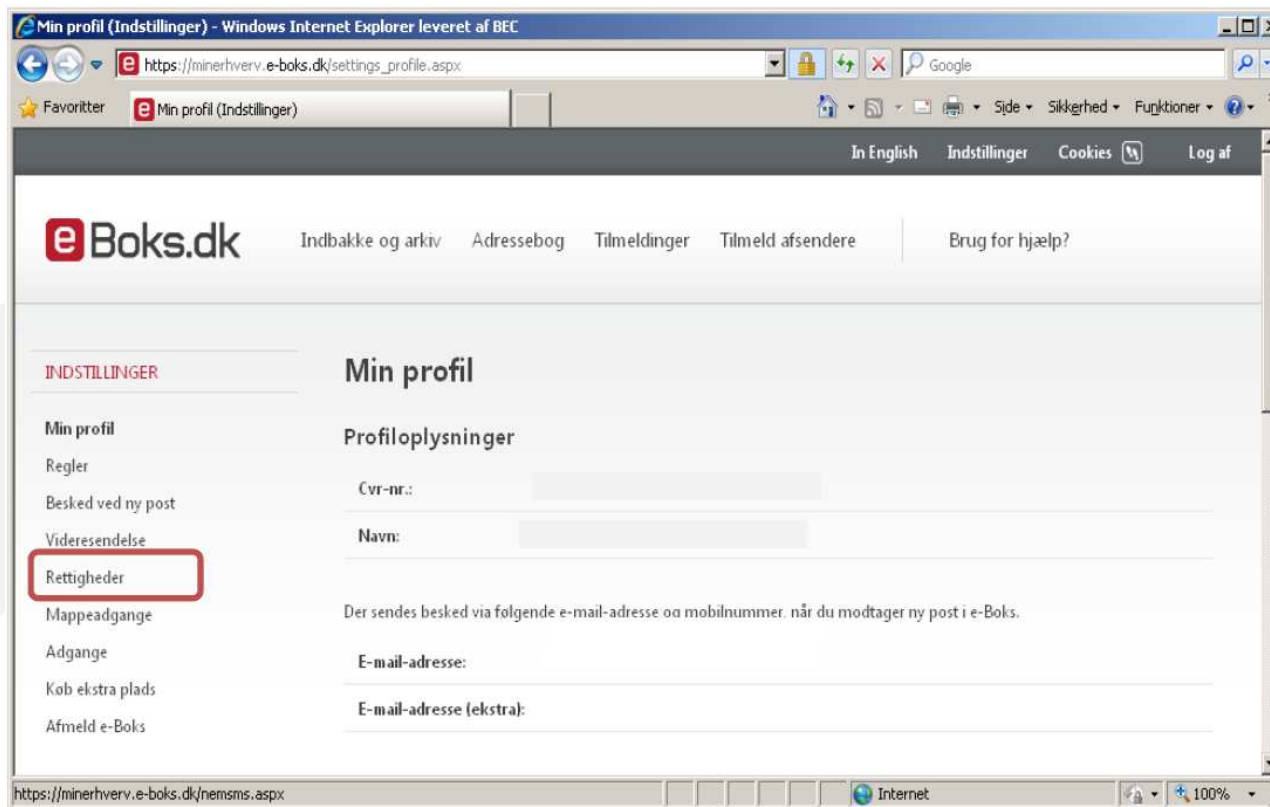 Min profil (Indstillinger) - Windows Internet Explorer leveret af BEC
https://minerhverv.e-boks.dk/settings_profile.aspx
Google
Favoritter
Min profil (Indstillinger)
Side
Sikkerhed
Funktioner
In English
Indstillinger
Cookies
Log af
e Boks.dk
Indbakke og arkiv
Adressebog
Tilmeldinger
Tilmeld afsendere
Brug for hjælp?
INDSTILLINGER
Min profil
Regler
Besked ved ny post
Videresendelse
Rettigheder
Mappeadgange
Adgange
Køb ekstra plads
Afmeld e-Boks
Min profil
Profiloplysninger
Cvr-nr.:
Navn:
Der sendes besked via følgende e-mail-adresse og mobilnummer, når du modtager ny post i e-Boks.
E-mail-adresse:
E-mail-adresse (ekstra):
https://minerhverv.e-boks.dk/nemsms.aspx
Internet
100%